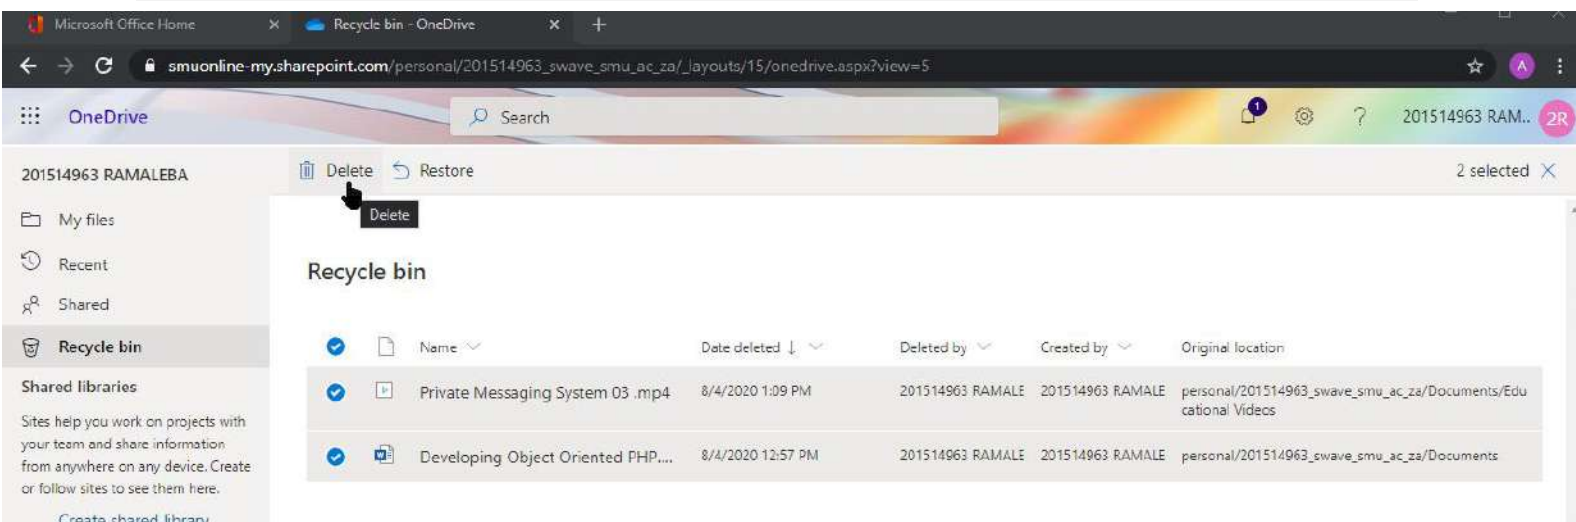 Microsoft Office Home
Recycle bin - OneDrive
smuonline-my.sharepoint.com/personal/201514963_swave_smu_ac_za/_layouts/15/onedrive.aspx?view=5
A
OneDrive
Search
1
201514963 RAM..
2R
201514963 RAMALEBA
Delete
Restore
2 selected
Delete
My files
Recent
Shared
Recycle bin
Shared libraries
Sites help you work on projects with
your team and share information
from anywhere on any device. Create
or follow sites to see them here.
Create shared library
Recycle bin
Name Date deleted Deleted by Created by Original location
Private Messaging System 03 .mp4 8/4/2020 1:09 PM 201514963 RAMALE 201514963 RAMALE personal/201514963_swave_smu_ac_za/Documents/Edu
cational Videos
Developing Object Oriented PHP.... 8/4/2020 12:57 PM 201514963 RAMALE 201514963 RAMALE personal/201514963_swave_smu_ac_za/Documents